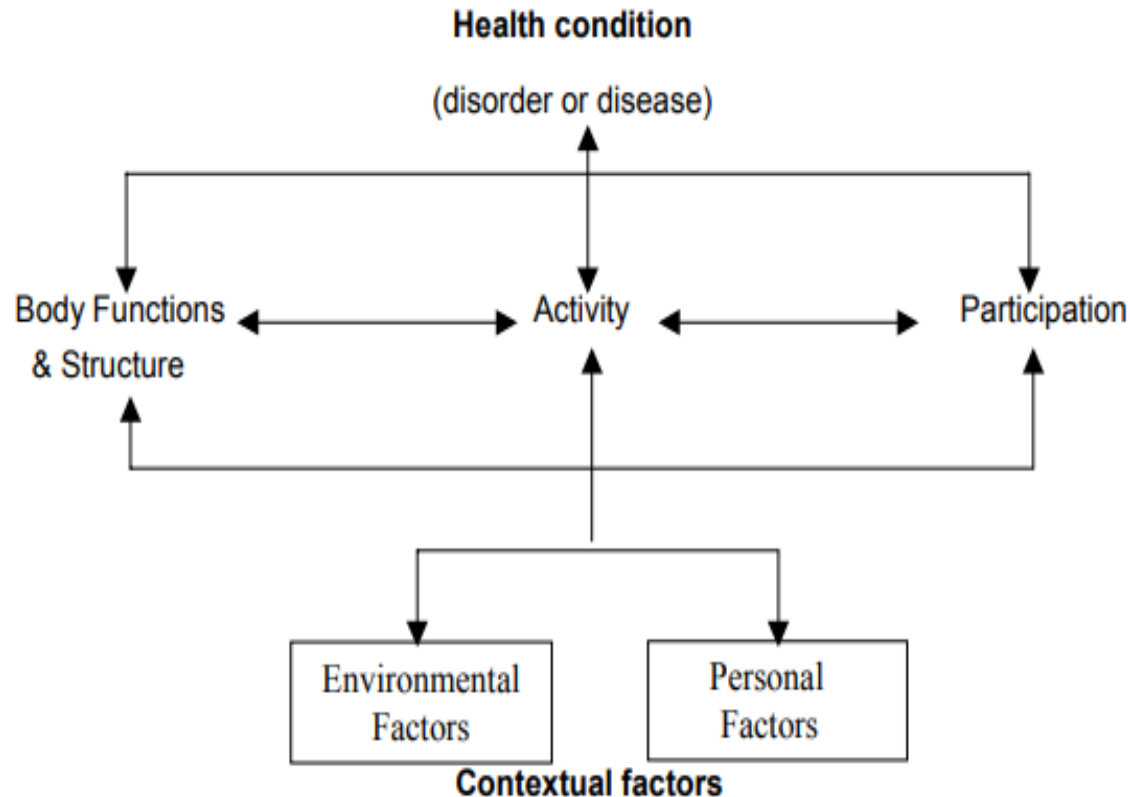 Health condition
(disorder or disease)
Body Functions
& Structure
Activity
Participation
Environmental
Factors
Personal
Factors
Contextual factors